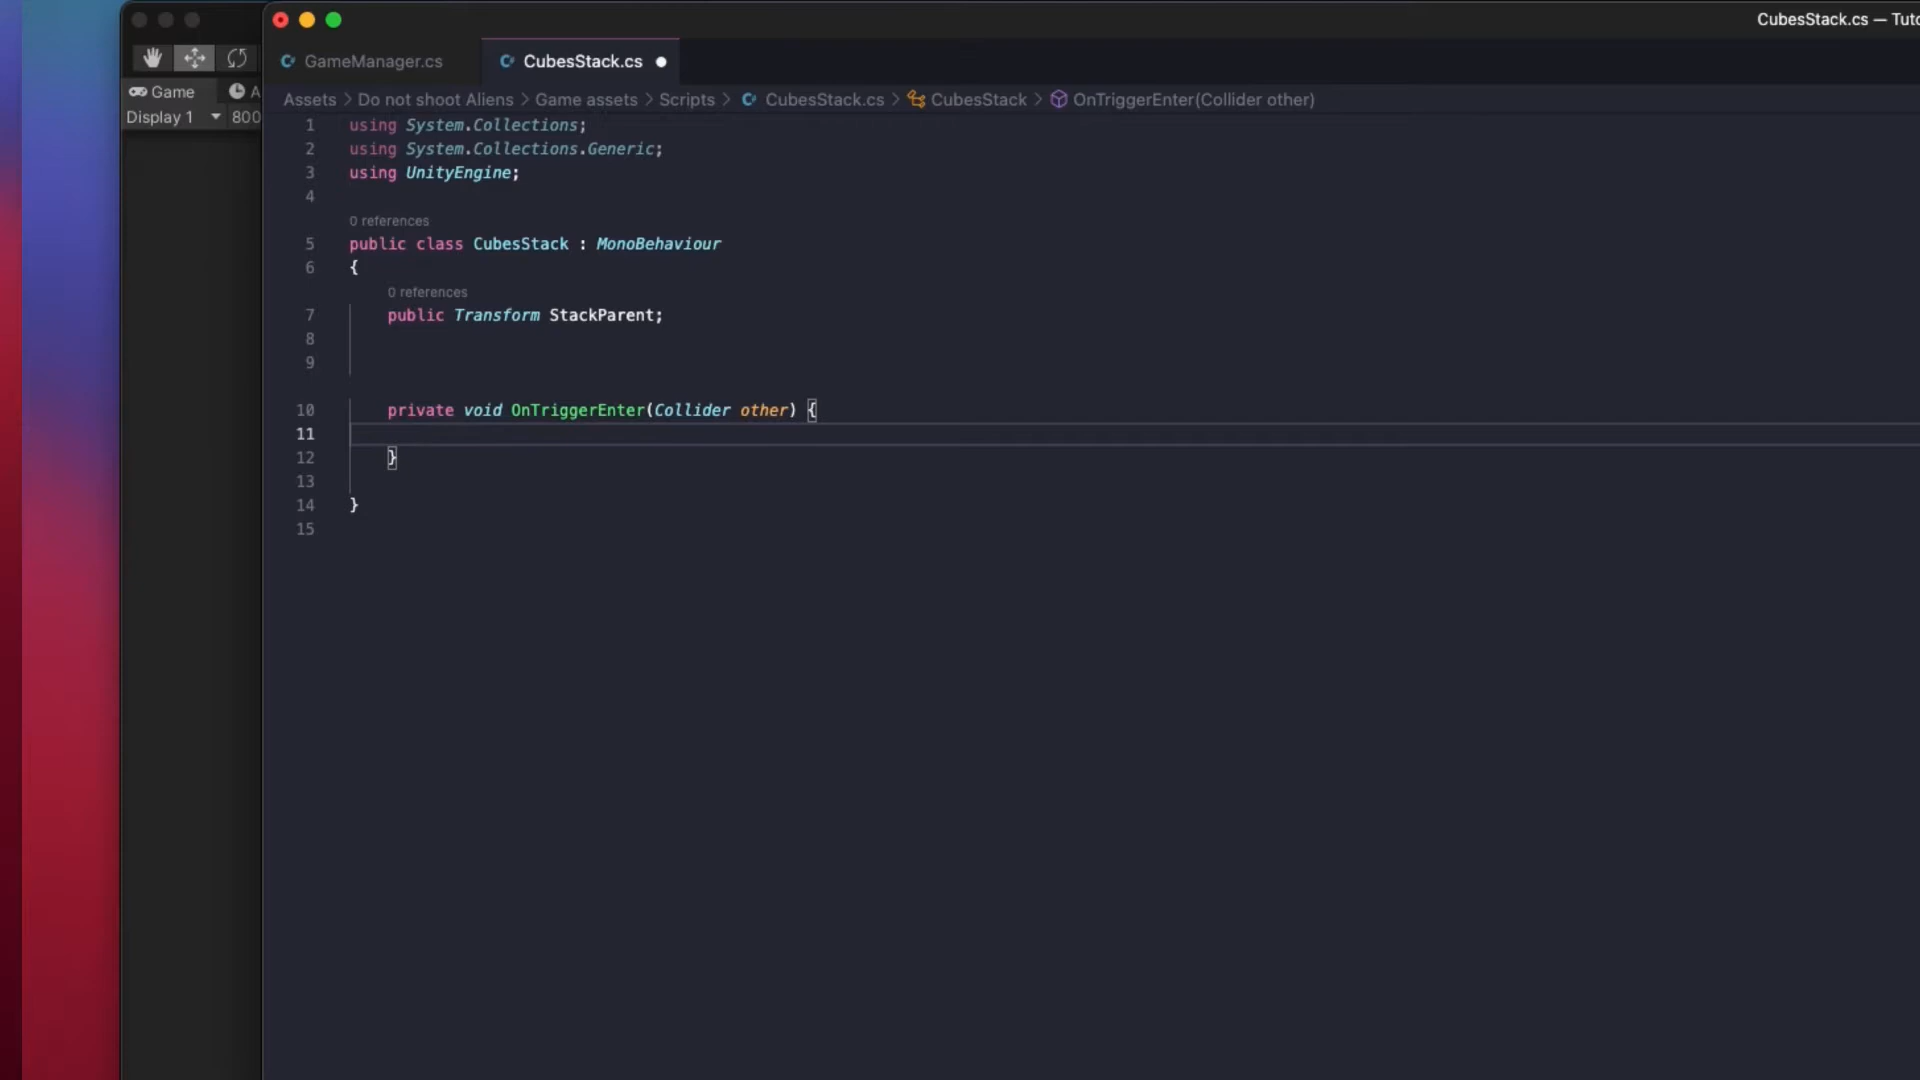 CubesStack.cs — Tuto
GameManager.cs
CubesStack.cs
Game
A
Display 1
800
Assets > Do not shoot Aliens > Game assets > Scripts > CubesStack.cs > CubesStack > OnTriggerEnter(Collider other)
1 using System.Collections;
2 using System.Collections.Generic;
3 using UnityEngine;
4
0 references
5 public class CubesStack : MonoBehaviour
6 {
0 references
7 public Transform StackParent;
8
9
10 private void OnTriggerEnter(Collider other) {
11
12 }
13
14 }
15